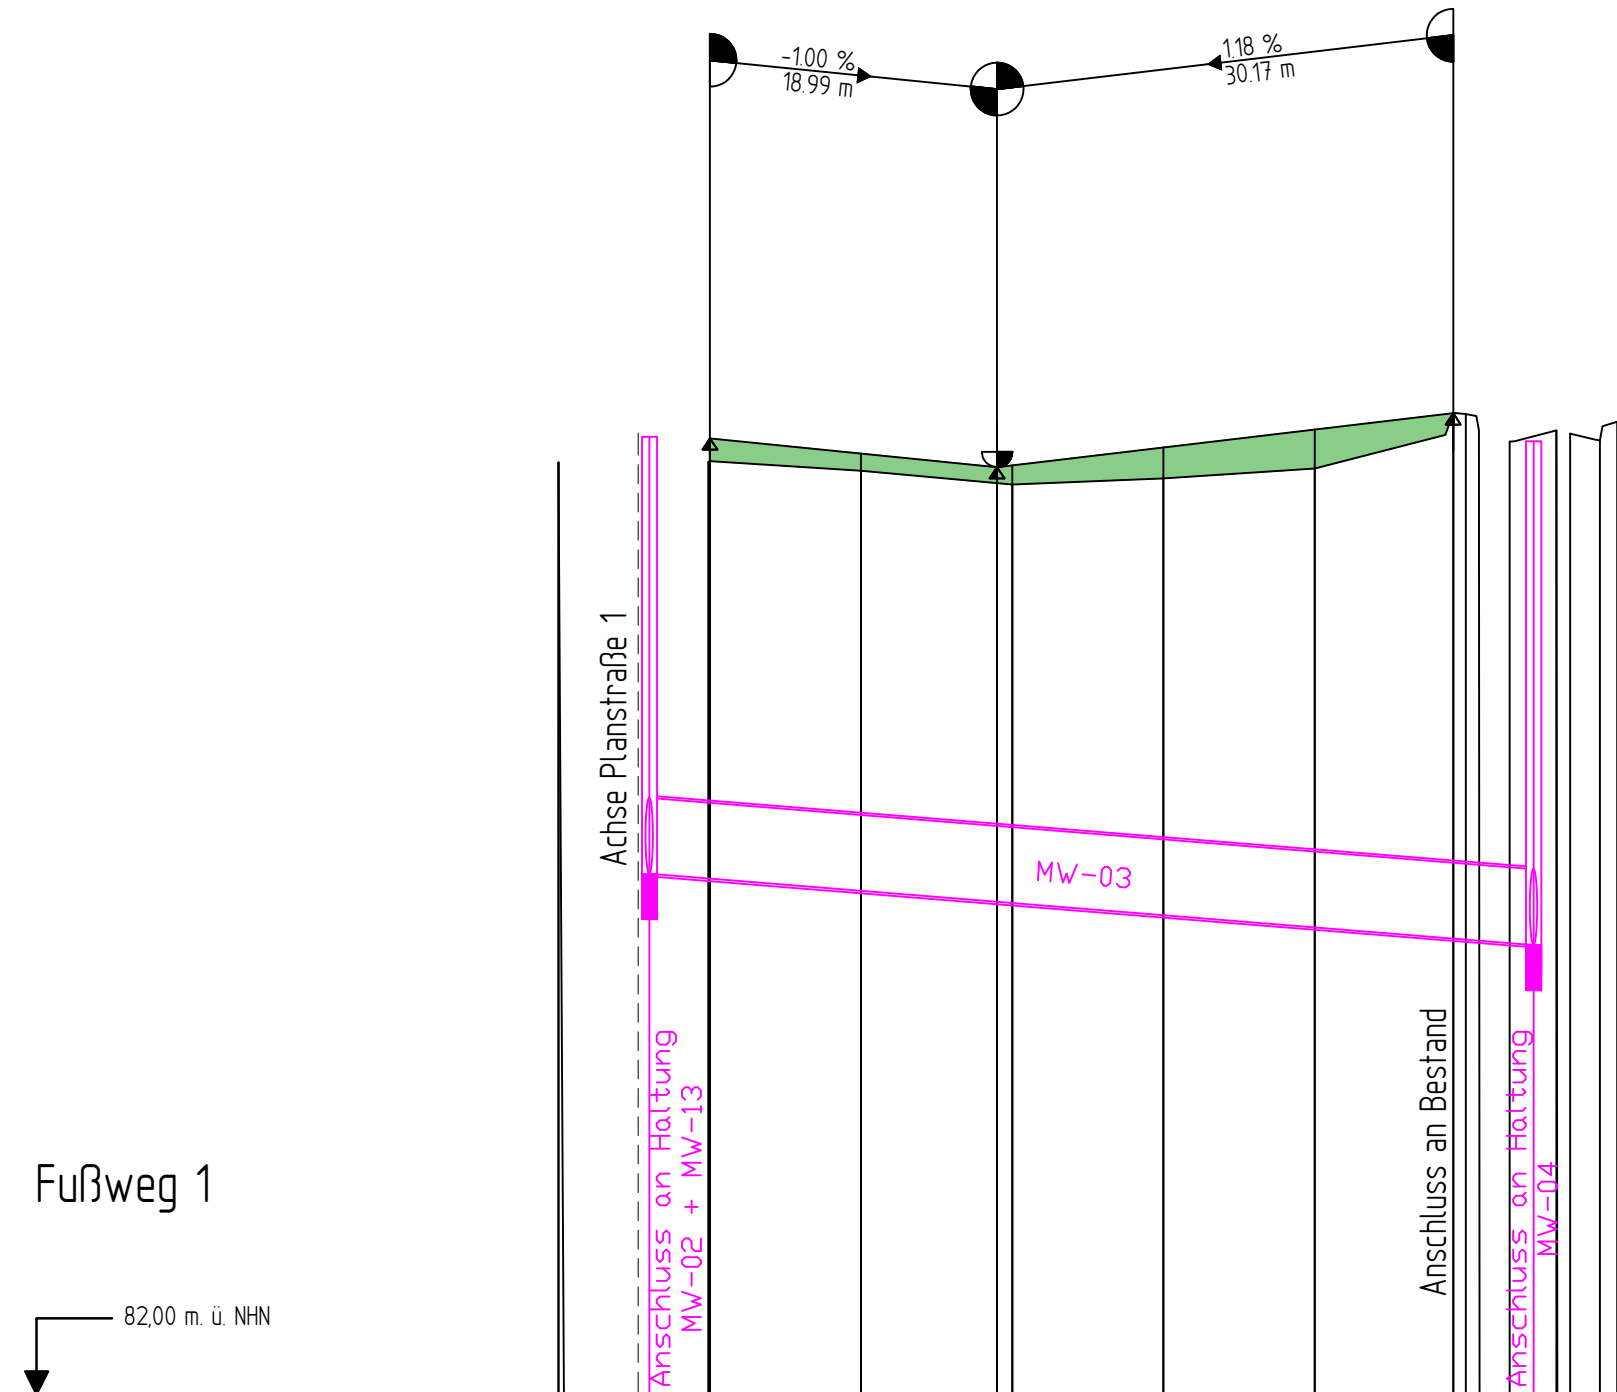 -1.00 %
18.99 m
1.18 %
30.17 m
Achse Planstraße 1
MW-03
Anschluss an Haltung
MW-02 + MW-13
Anschluss an Bestand
Anschluss an Haltung
MW-04
Fußweg 1
82,00 m. ü. NHN